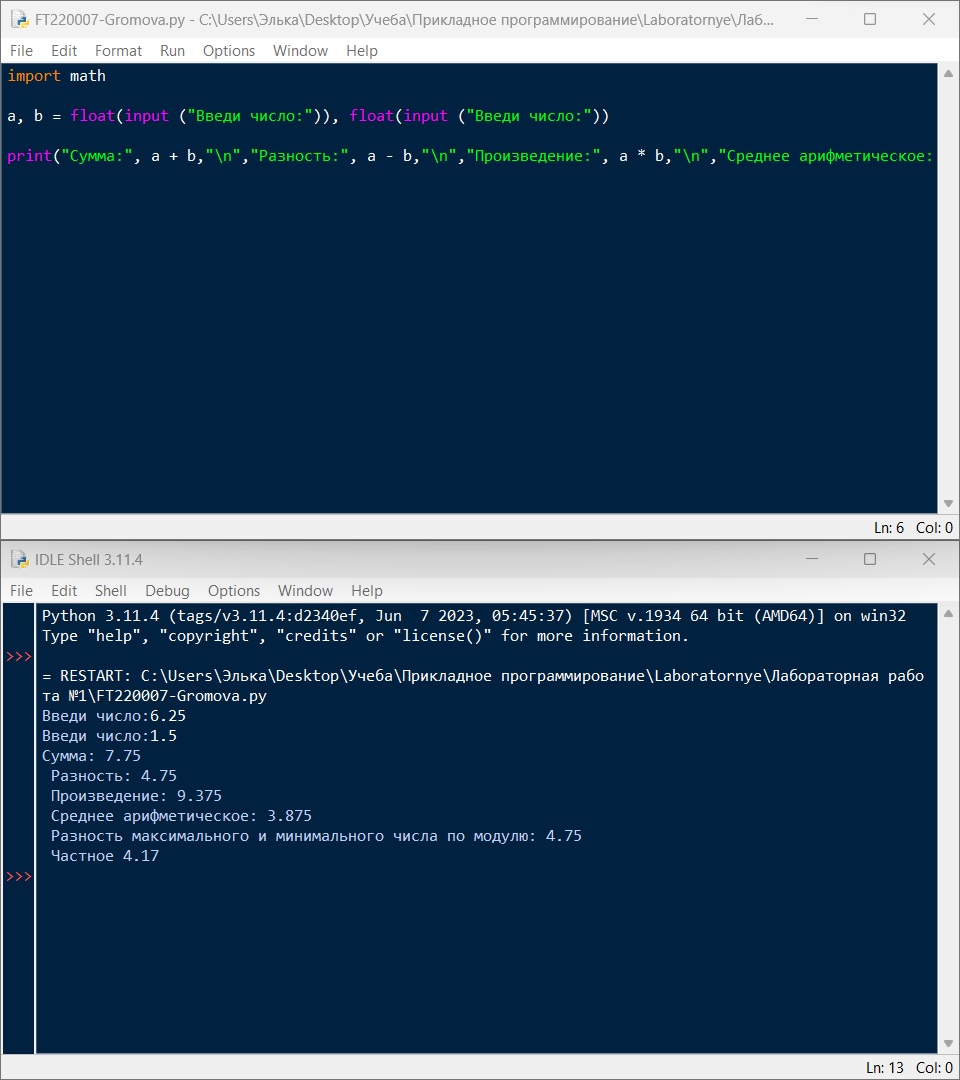 FT220007-Gromova.py - C:\Users\Элька\Desktop\Учеба\Прикладное программирование\Laboratornye\Лаб...
File Edit Format Run Options Window Help
import math
a, b = float(input ("Введи число:")), float(input ("Введи число:"))
print("Сумма:", a + b,"\n","Разность:", a - b,"\n","Произведение:", a * b,"\n","Среднее арифметическое:
Ln: 6 Col: 0
IDLE Shell 3.11.4
File Edit Shell Debug Options Window Help
Python 3.11.4 (tags/v3.11.4:d2340ef, Jun  7 2023, 05:45:37) [MSC v.1934 64 bit (AMD64)] on win32
Type "help", "copyright", "credits" or "license()" for more information.
>>>
= RESTART: C:\Users\Элька\Desktop\Учеба\Прикладное программирование\Laboratornye\Лабораторная рабо
та №1\FT220007-Gromova.py
Введи число:6.25
Введи число:1.5
Сумма: 7.75
Разность: 4.75
Произведение: 9.375
Среднее арифметическое: 3.875
Разность максимального и минимального числа по модулю: 4.75
Частное 4.17
>>>
Ln: 13 Col: 0